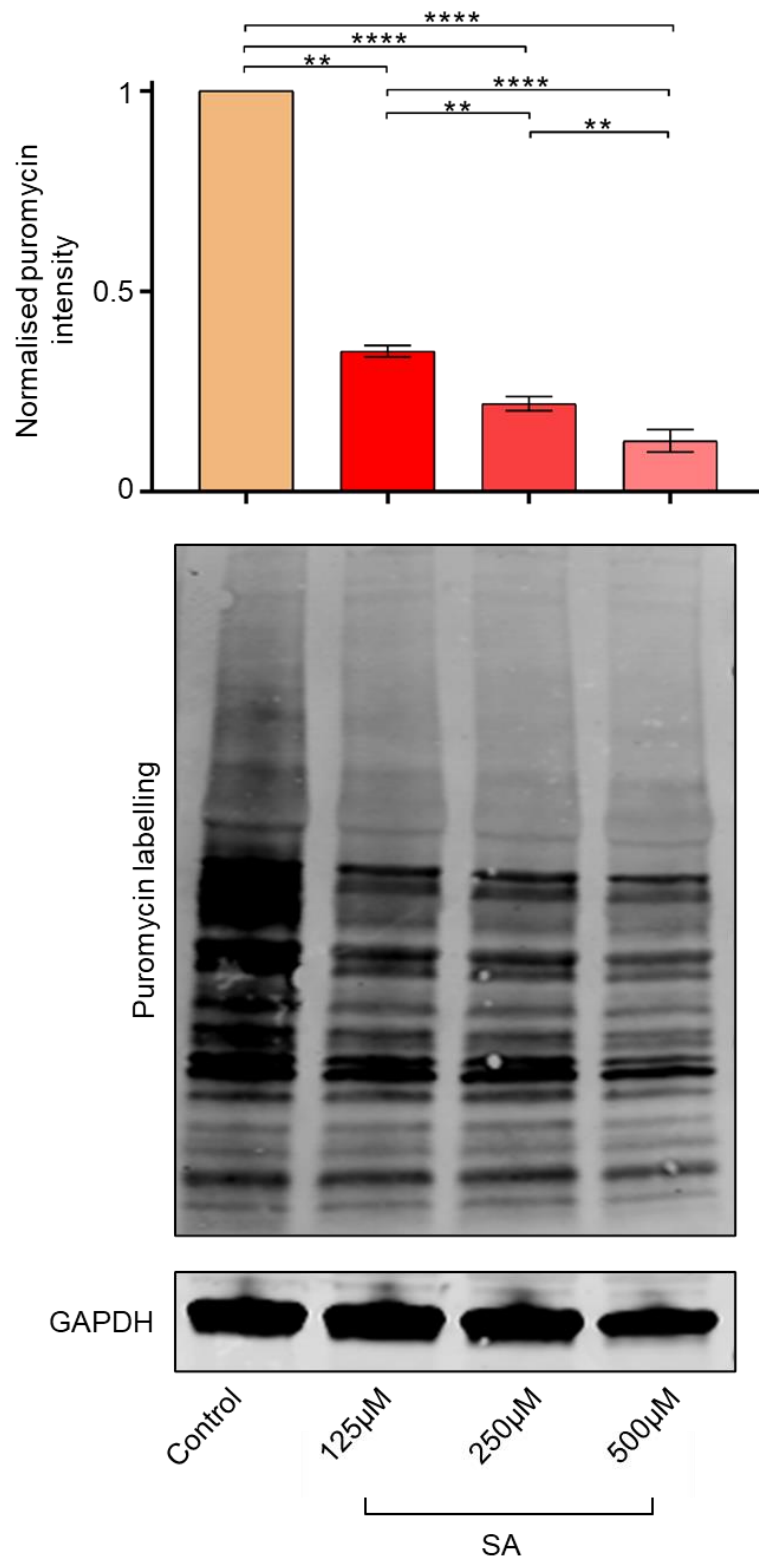 ****
****
**
****
**
**
1
0.5
0
Normalised puromycin
intensity
Puromycin labelling
GAPDH
Control
125µM
250µM
500µM
SA